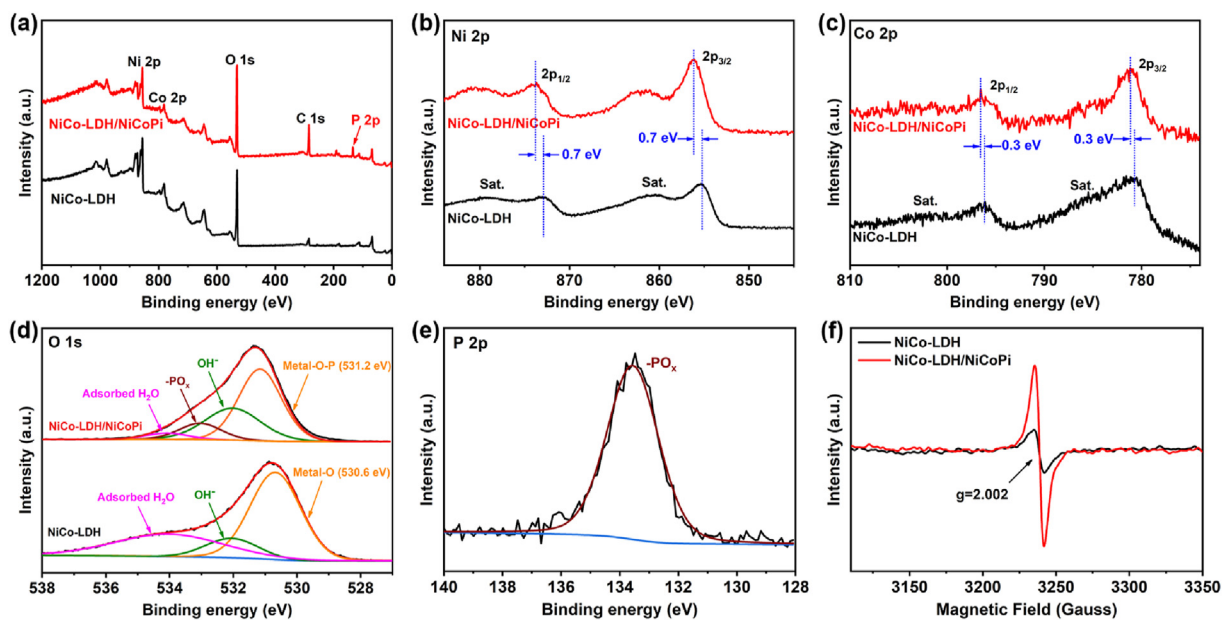 (a)
Ni 2p
O 1s
Co 2p
NiCo-LDH/NiCoPi
C 1s
P 2p
NiCo-LDH
Intensity (a.u.)
1200 1000 800 600 400 200 0
Binding energy (eV)
(b)
Ni 2p
2p3/2
2p1/2
NiCo-LDH/NiCoPi
0.7 eV
0.7 eV
Sat.
Sat.
NiCo-LDH
Intensity (a.u.)
880 870 860 850
Binding energy (eV)
(c)
Co 2p
2p3/2
2p1/2
NiCo-LDH/NiCoPi
0.3 eV
0.3 eV
Sat.
Sat.
NiCo-LDH
Intensity (a.u.)
810 800 790 780
Binding energy (eV)
(d)
O 1s
OH⁻
Metal-O-P (531.2 eV)
-POx
Adsorbed H2O
NiCo-LDH/NiCoPi
Metal-O (530.6 eV)
OH⁻
Adsorbed H2O
NiCo-LDH
Intensity (a.u.)
538 536 534 532 530 528
Binding energy (eV)
(e)
P 2p
-POx
Intensity (a.u.)
140 138 135 133 130 128
Binding energy (eV)
(f)
NiCo-LDH
NiCo-LDH/NiCoPi
g=2.002
Intensity (a.u.)
3150 3200 3250 3300 3350
Magnetic Field (Gauss)